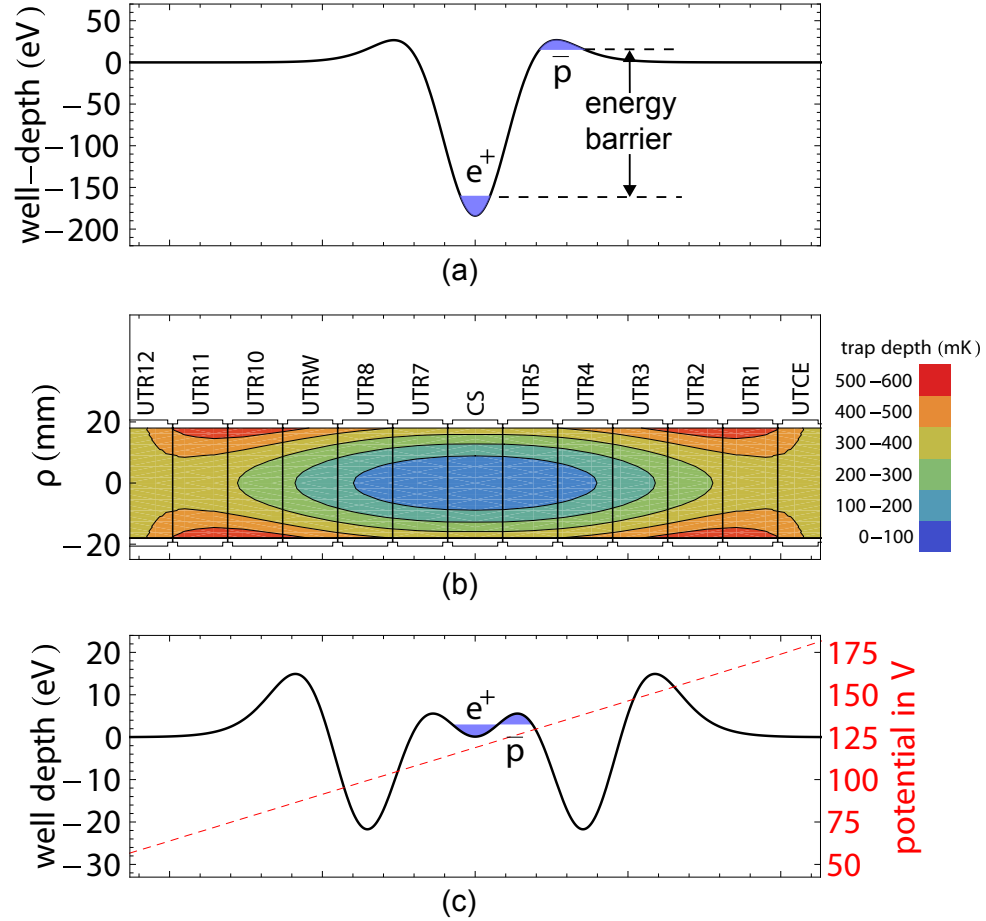 50
0
−50
−100
−150
−200
well−depth (eV)
e+
p̅
energy
barrier
(a)
UTR12
UTR11
UTR10
UTRW
UTR8
UTR7
CS
UTR5
UTR4
UTR3
UTR2
UTR1
UTCE
20
0
−20
ρ (mm)
trap depth (mK)
500−600
400−500
300−400
200−300
100−200
0−100
(b)
20
10
0
−10
−20
−30
well depth (eV)
e+
p̅
175
150
125
100
75
50
potential in V
(c)